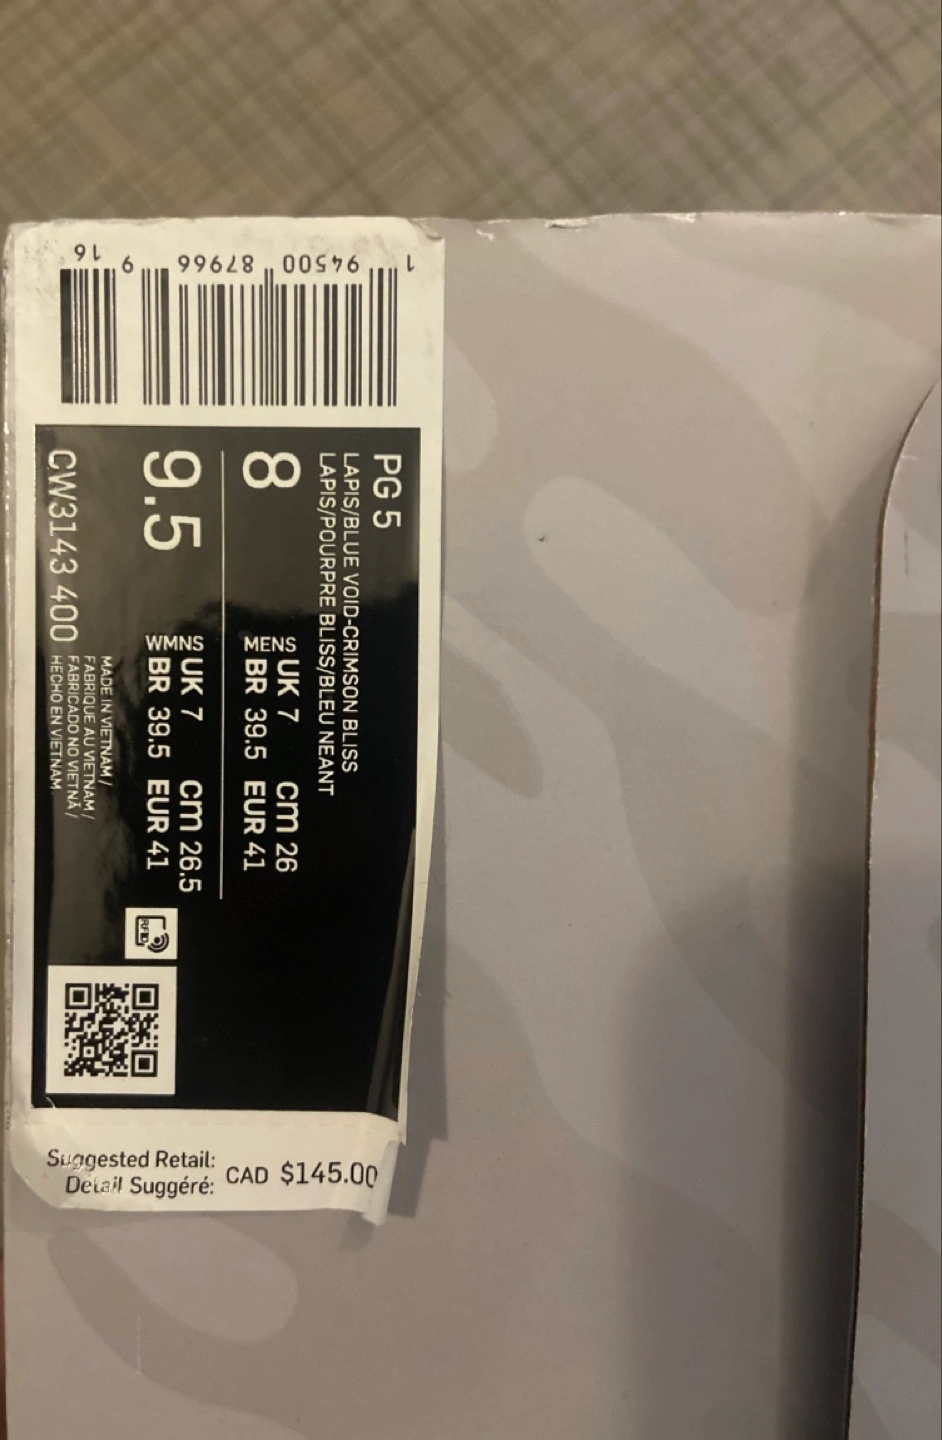 PG 5
LAPIS/BLUE VOID-CRIMSON BLISS
LAPIS/POURPRE BLISS/BLEU NEANT
8
MENS
UK 7 cm 26
BR 39.5 EUR 41
9.5
WMNS
UK 7 cm 26.5
BR 39.5 EUR 41
CW3143 400
MADE IN VIETNAM /
FABRIQUE AU VIETNAM /
FABRICADO NO VIETNÃ /
HECHO EN VIETNAM
RFID
1 94500 87966 9 16
Suggested Retail:
Détail Suggéré:
CAD $145.00